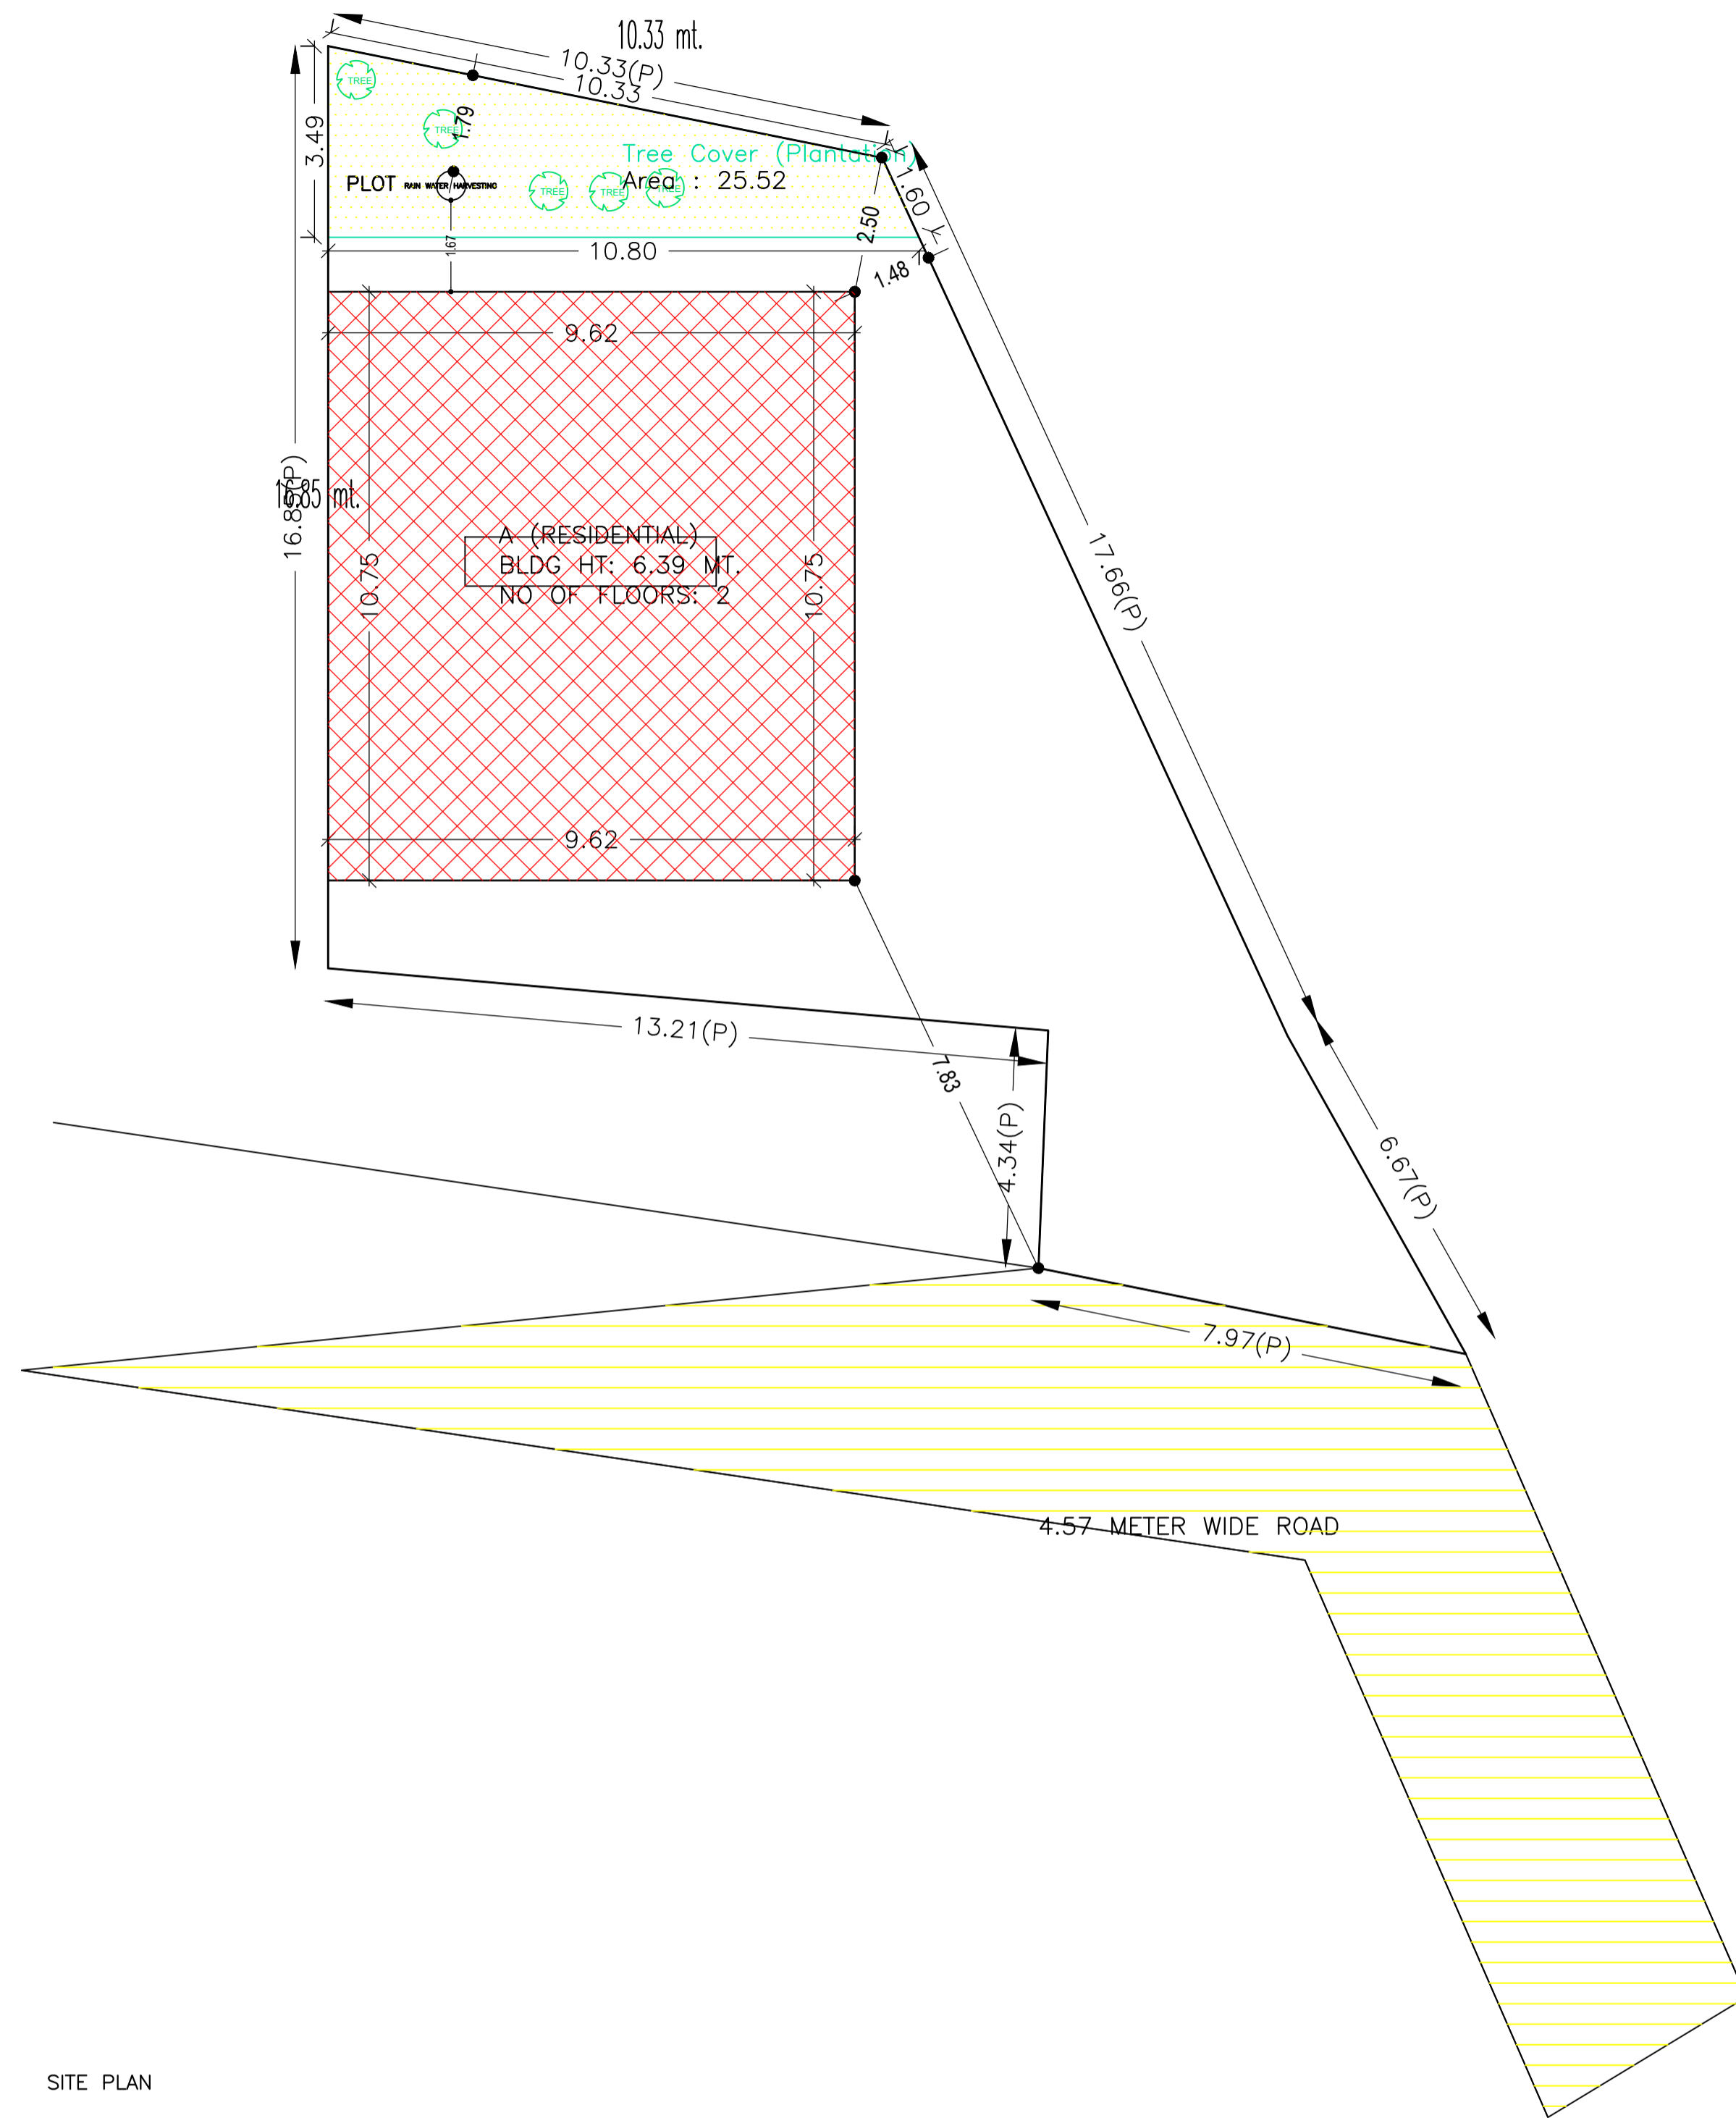 10.33 mt.
10.33(P)
10.33
TREE
3.49
TREE
1.79
Tree Cover (Plantation)
Area : 25.52
PLOT
RAIN WATER HARVESTING
TREE
TREE
TREE
1.60
2.50
1.67
10.80
1.48
9.62
16.85 mt.
16.85(P)
17.66(P)
10.75
10.75
A (RESIDENTIAL)
BLDG HT: 6.39 MT.
NO OF FLOORS: 2
9.62
13.21(P)
7.83
4.34(P)
6.67(P)
7.97(P)
4.57 METER WIDE ROAD
SITE PLAN